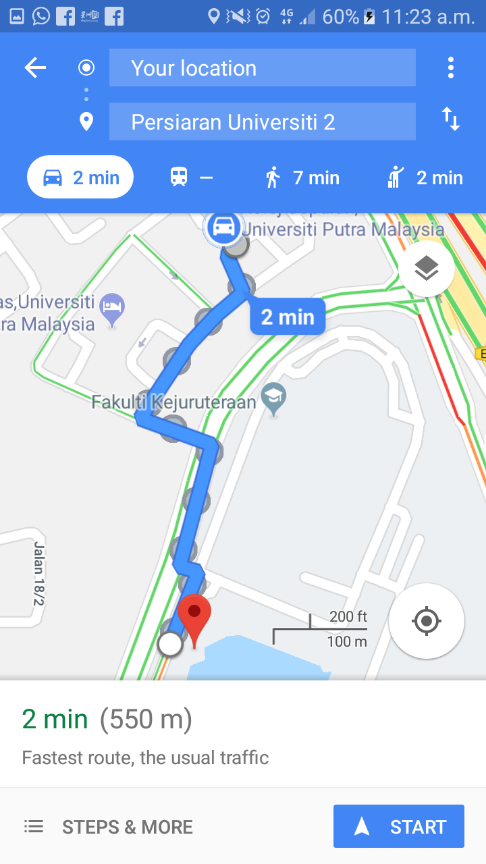 4G 60% 11:23 a.m.
Your location
Persiaran Universiti 2
2 min — 7 min 2 min
Universiti Putra Malaysia
as,Universiti
ra Malaysia
2 min
Fakulti Kejuruteraan
E
Jalan 18/2
200 ft
100 m
2 min (550 m)
Fastest route, the usual traffic
STEPS & MORE START